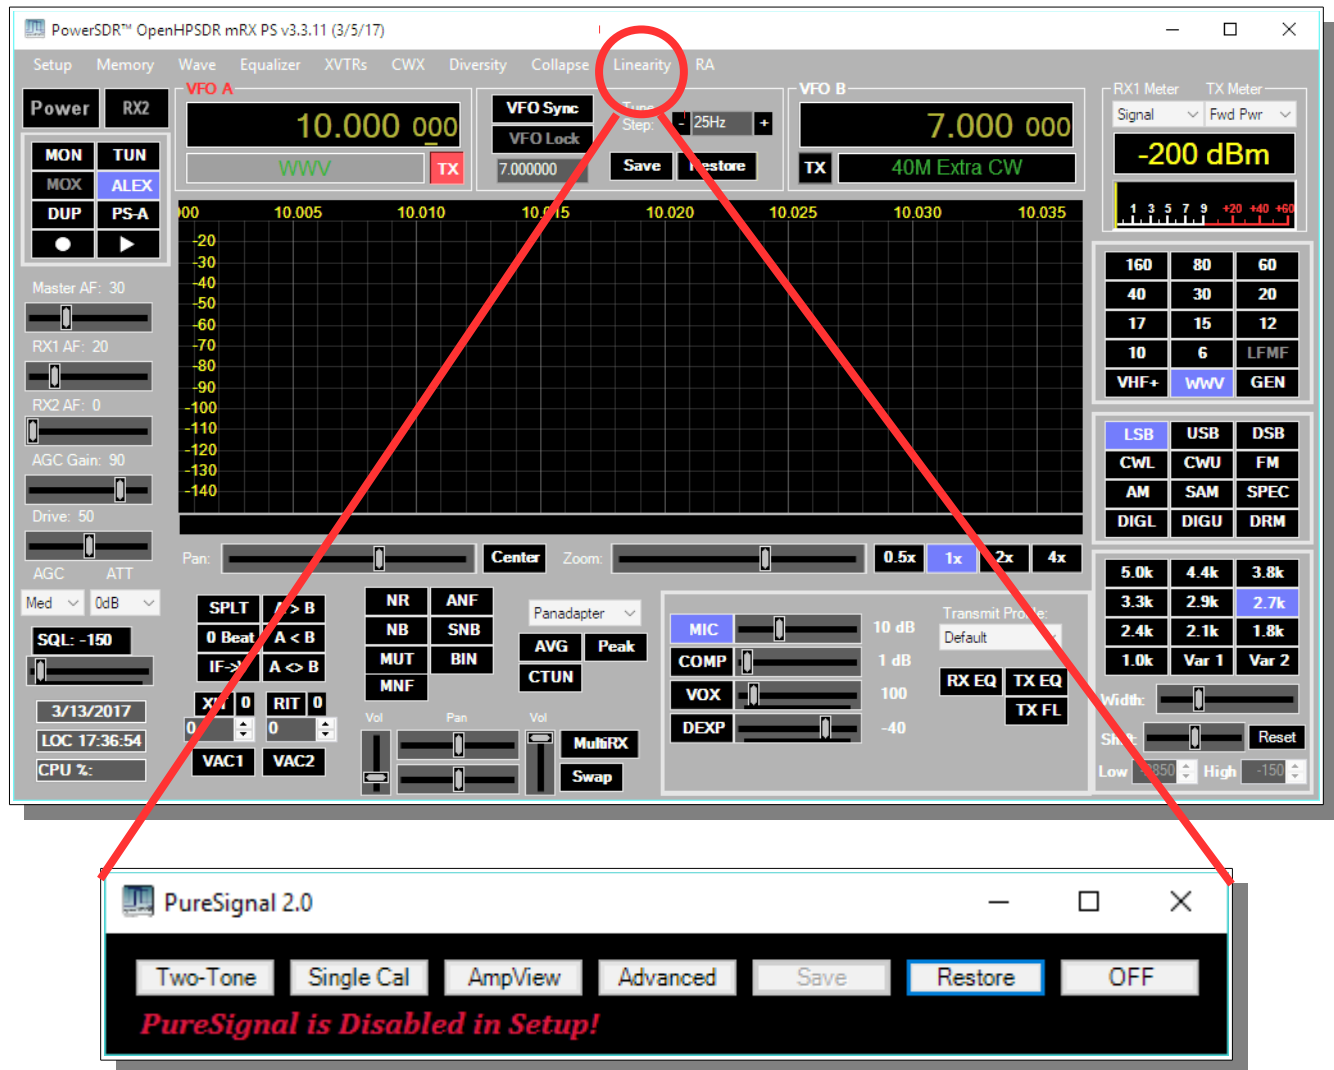 PowerSDR™ OpenHPSDR mRX PS v3.3.11 (3/5/17)
Setup Memory Wave Equalizer XVTRs CWX Diversity Collapse Linearity RA
Power RX2
MON TUN
MOX ALEX
DUP PS-A
Master AF: 30
RX1 AF: 20
RX2 AF: 0
AGC Gain: 90
Drive: 50
AGC ATT
Med 0dB
SQL: -150
3/13/2017
LOC 17:36:54
CPU %:
VFO A
10.000 000
WWV TX
VFO Sync
VFO Lock
7.000000
Tune
Step: - 25Hz +
Save Restore
VFO B
7.000 000
TX 40M Extra CW
RX1 Meter TX Meter
Signal Fwd Pwr
-200 dBm
1 3 5 7 9 +20 +40 +60
10.005 10.010 10.015 10.020 10.025 10.030 10.035
-20
-30
-40
-50
-60
-70
-80
-90
-100
-110
-120
-130
-140
Pan: Center Zoom: 0.5x 1x 2x 4x
160 80 60
40 30 20
17 15 12
10 6 LFMF
VHF+ WWV GEN
LSB USB DSB
CWL CWU FM
AM SAM SPEC
DIGL DIGU DRM
5.0k 4.4k 3.8k
3.3k 2.9k 2.7k
2.4k 2.1k 1.8k
1.0k Var 1 Var 2
Width:
Shift: Reset
Low High -150
SPLT A > B
0 Beat A < B
IF->V A <> B
XIT 0 RIT 0
0 0
VAC1 VAC2
NR ANF
NB SNB
MUT BIN
MNF
Panadapter
AVG Peak
CTUN
Vol Pan Vol
MultiRX
Swap
MIC 10 dB
COMP 1 dB
VOX 100
DEXP -40
Transmit Profile:
Default
RX EQ TX EQ
TX FL
PureSignal 2.0
Two-Tone Single Cal AmpView Advanced Save Restore OFF
PureSignal is Disabled in Setup!